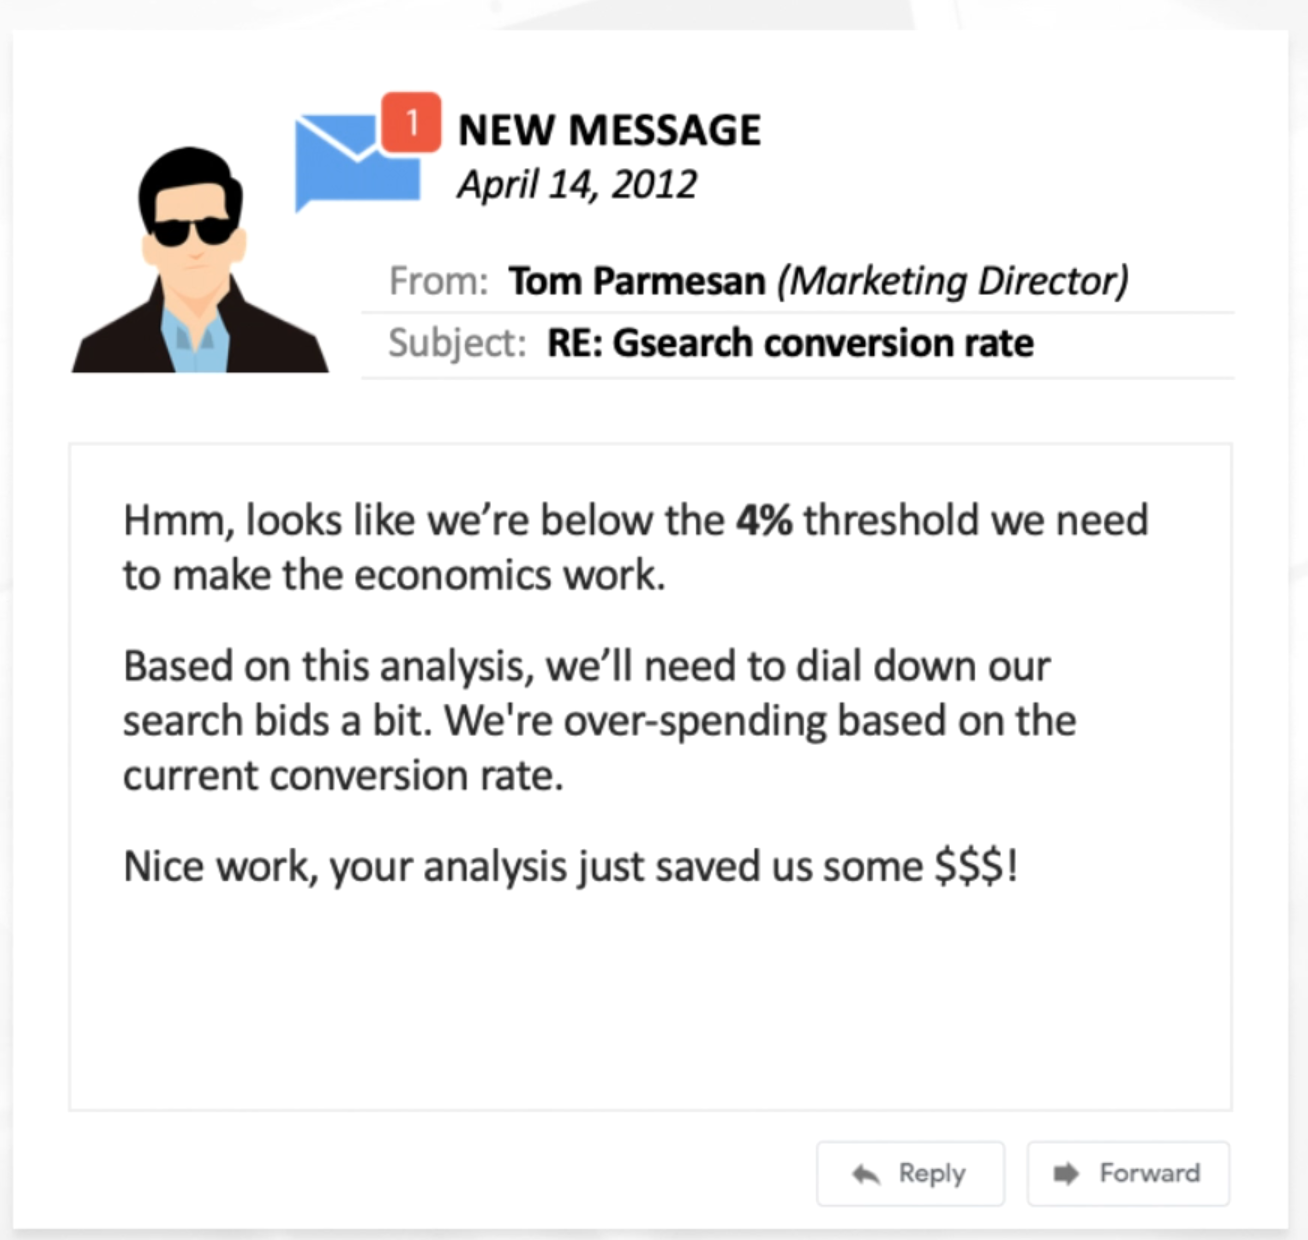 1
NEW MESSAGE
April 14, 2012
From: Tom Parmesan (Marketing Director)
Subject: RE: Gsearch conversion rate
Hmm, looks like we’re below the 4% threshold we need
to make the economics work.
Based on this analysis, we’ll need to dial down our
search bids a bit. We're over-spending based on the
current conversion rate.
Nice work, your analysis just saved us some $$$!
Reply
Forward